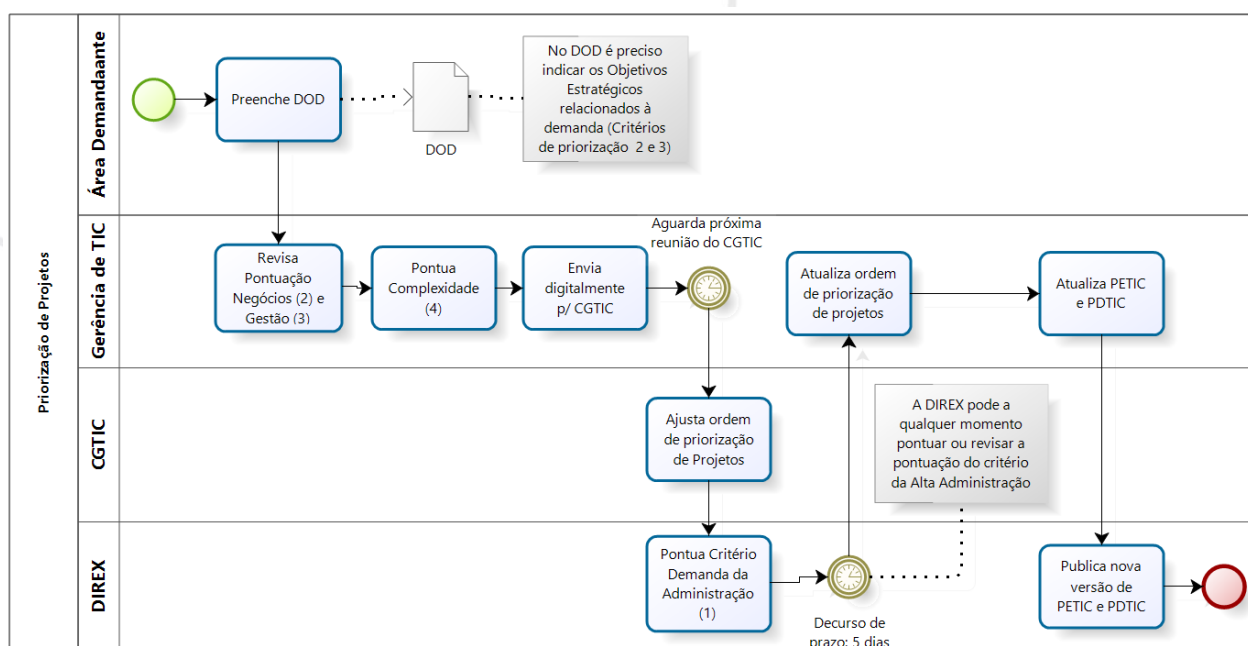 Priorização de Projetos
Área Demandaante
Preenche DOD
DOD
No DOD é preciso
indicar os Objetivos
Estratégicos
relacionados à
demanda (Critérios
de priorização 2 e 3)
Gerência de TIC
Revisa
Pontuação
Negócios (2) e
Gestão (3)
Pontua
Complexidade
(4)
Envia
digitalmente
p/ CGTIC
Aguarda próxima
reunião do CGTIC
Atualiza ordem
de priorização
de projetos
Atualiza PETIC
e PDTIC
CGTIC
Ajusta ordem
de priorização
de Projetos
A DIREX pode a
qualquer momento
pontuar ou revisar a
pontuação do critério
da Alta Administração
DIREX
Pontua Critério
Demanda da
Administração
(1)
Decurso de
prazo: 5 dias
Publica nova
versão de
PETIC e PDTIC